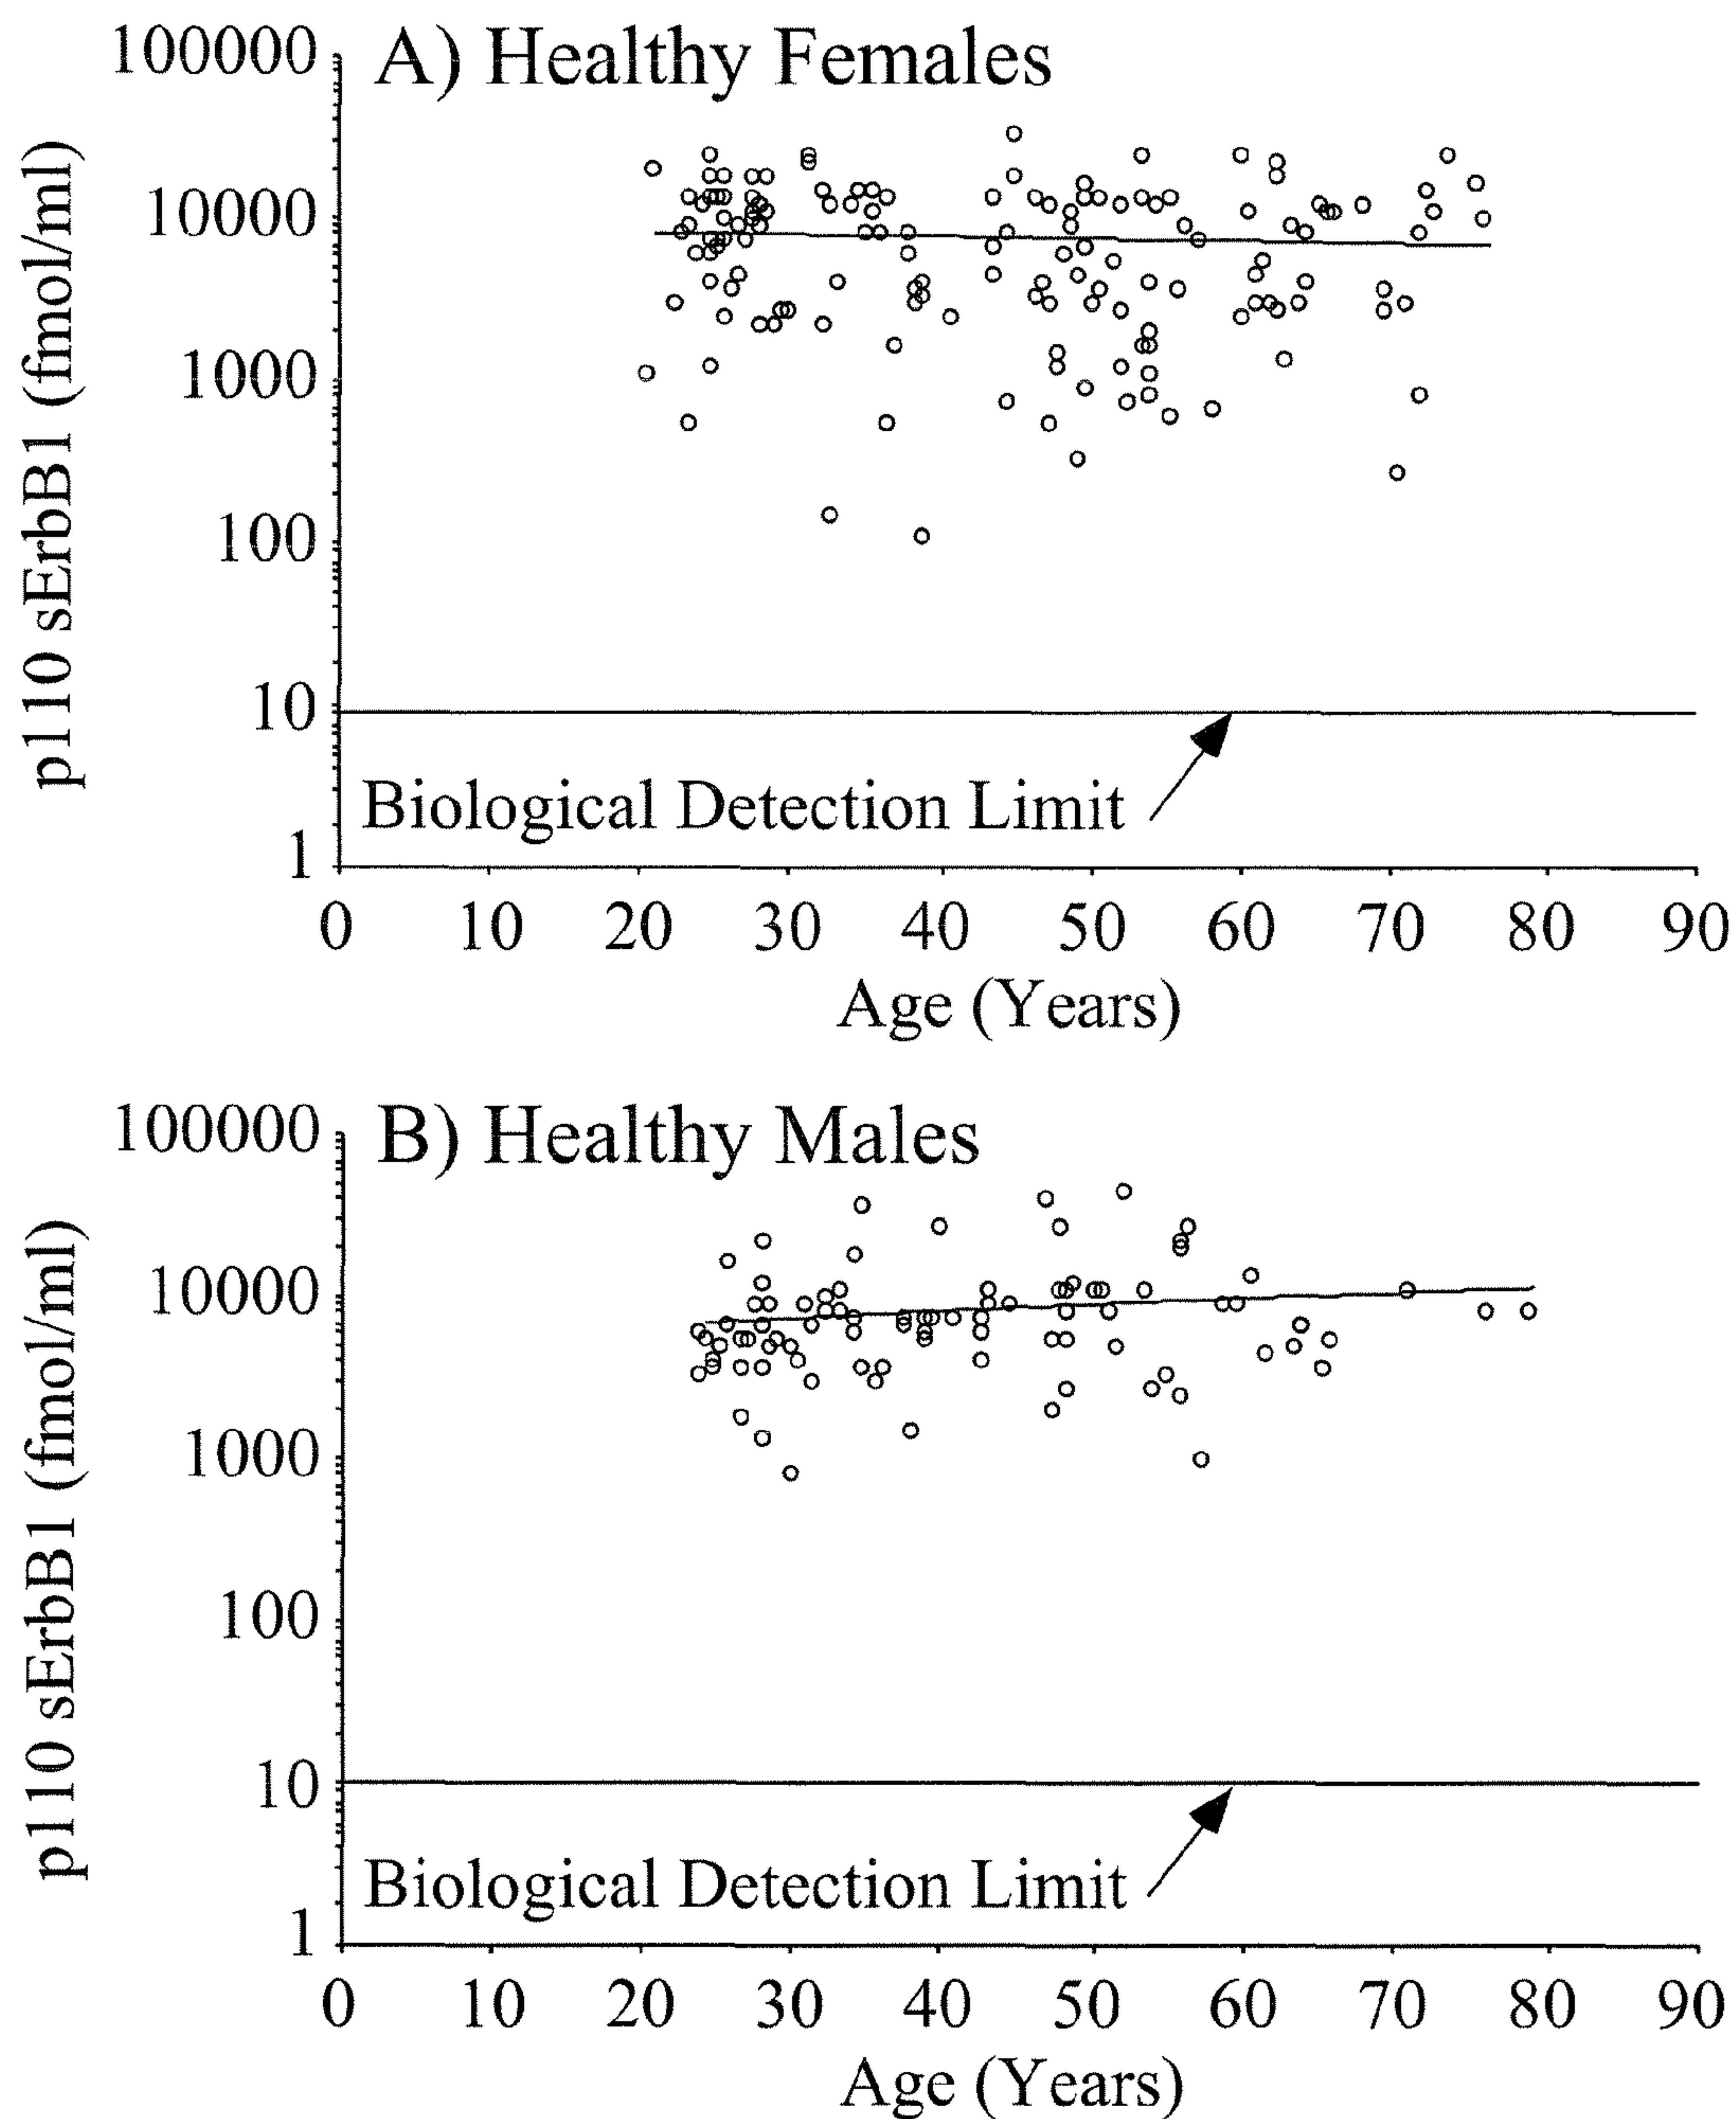 A) Healthy Females
p110 sErbB1 (fmol/ml)
100000
10000
1000
100
10
1
Biological Detection Limit
0 10 20 30 40 50 60 70 80 90
Age (Years)
B) Healthy Males
p110 sErbB1 (fmol/ml)
100000
10000
1000
100
10
1
Biological Detection Limit
0 10 20 30 40 50 60 70 80 90
Age (Years)